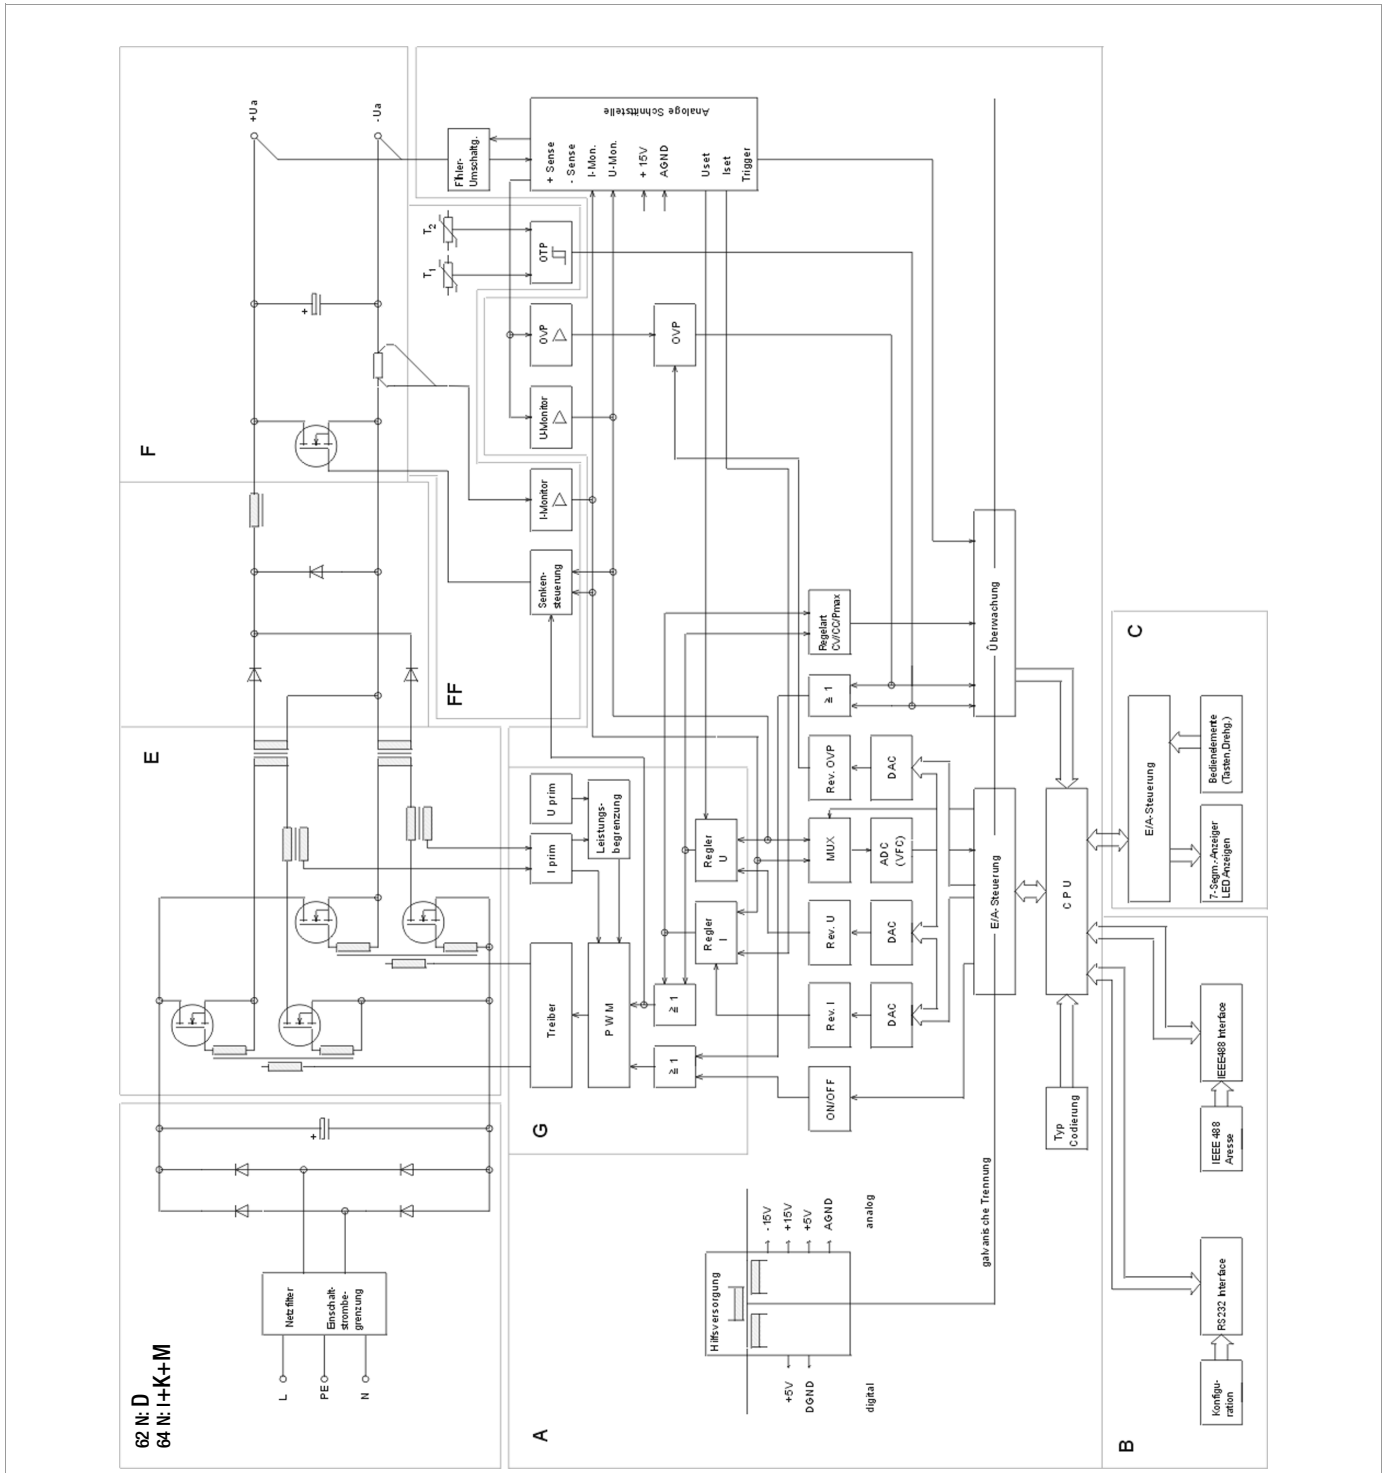 +Ua
-Ua
F
Fühler-
Umschaltg.
Analoge Schnittstelle
+ Sense
- Sense
I-Mon.
U-Mon.
+ 15V
AGND
Uset
Iset
Trigger
T2
T1
OTP
OVP
OVP
U-Monitor
I-Monitor
Senken-
steuerung
FF
Regelart
CV/CC/Pmax
≧ 1
Überwachung
C
E/A-Steuerung
Bedienelemente
(Tasten,Drehg.)
7-Segm.-Anzeiger
LED Anzeigen
E
U prim
I prim
Leistungs-
begrenzung
Regler
U
Regler
I
Rev. OVP
DAC
MUX
ADC
(VFC)
Rev. U
DAC
Rev. I
DAC
E/A-Steuerung
CPU
Treiber
PWM
≧ 1
≧ 1
ON/OFF
G
Typ
Codierung
IEEE488 Interface
IEEE 488
Aresse
galvanische Trennung
Hilfsversorgung
-15V
+15V
+5V
AGND
analog
+5V
DGND
digital
Netzfilter
Einschalt-
strombe-
grenzung
L
PE
N
62 N: D
64 N: I+K+M
A
B
RS232 Interface
Konfigu-
ration